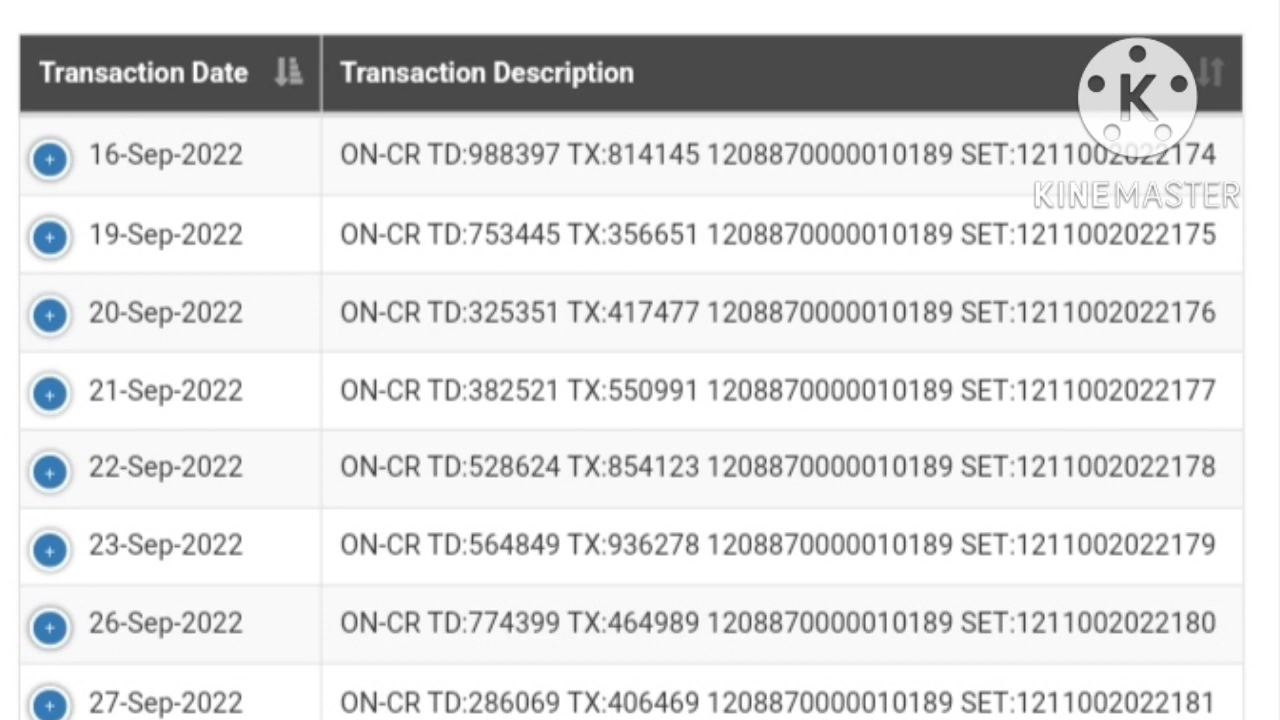 Transaction Date Transaction Description
K
16-Sep-2022 ON-CR TD:988397 TX:814145 1208870000010189 SET:1211002022174
KINEMASTER
19-Sep-2022 ON-CR TD:753445 TX:356651 1208870000010189 SET:1211002022175
20-Sep-2022 ON-CR TD:325351 TX:417477 1208870000010189 SET:1211002022176
21-Sep-2022 ON-CR TD:382521 TX:550991 1208870000010189 SET:1211002022177
22-Sep-2022 ON-CR TD:528624 TX:854123 1208870000010189 SET:1211002022178
23-Sep-2022 ON-CR TD:564849 TX:936278 1208870000010189 SET:1211002022179
26-Sep-2022 ON-CR TD:774399 TX:464989 1208870000010189 SET:1211002022180
27-Sep-2022 ON-CR TD:286069 TX:406469 1208870000010189 SET:1211002022181